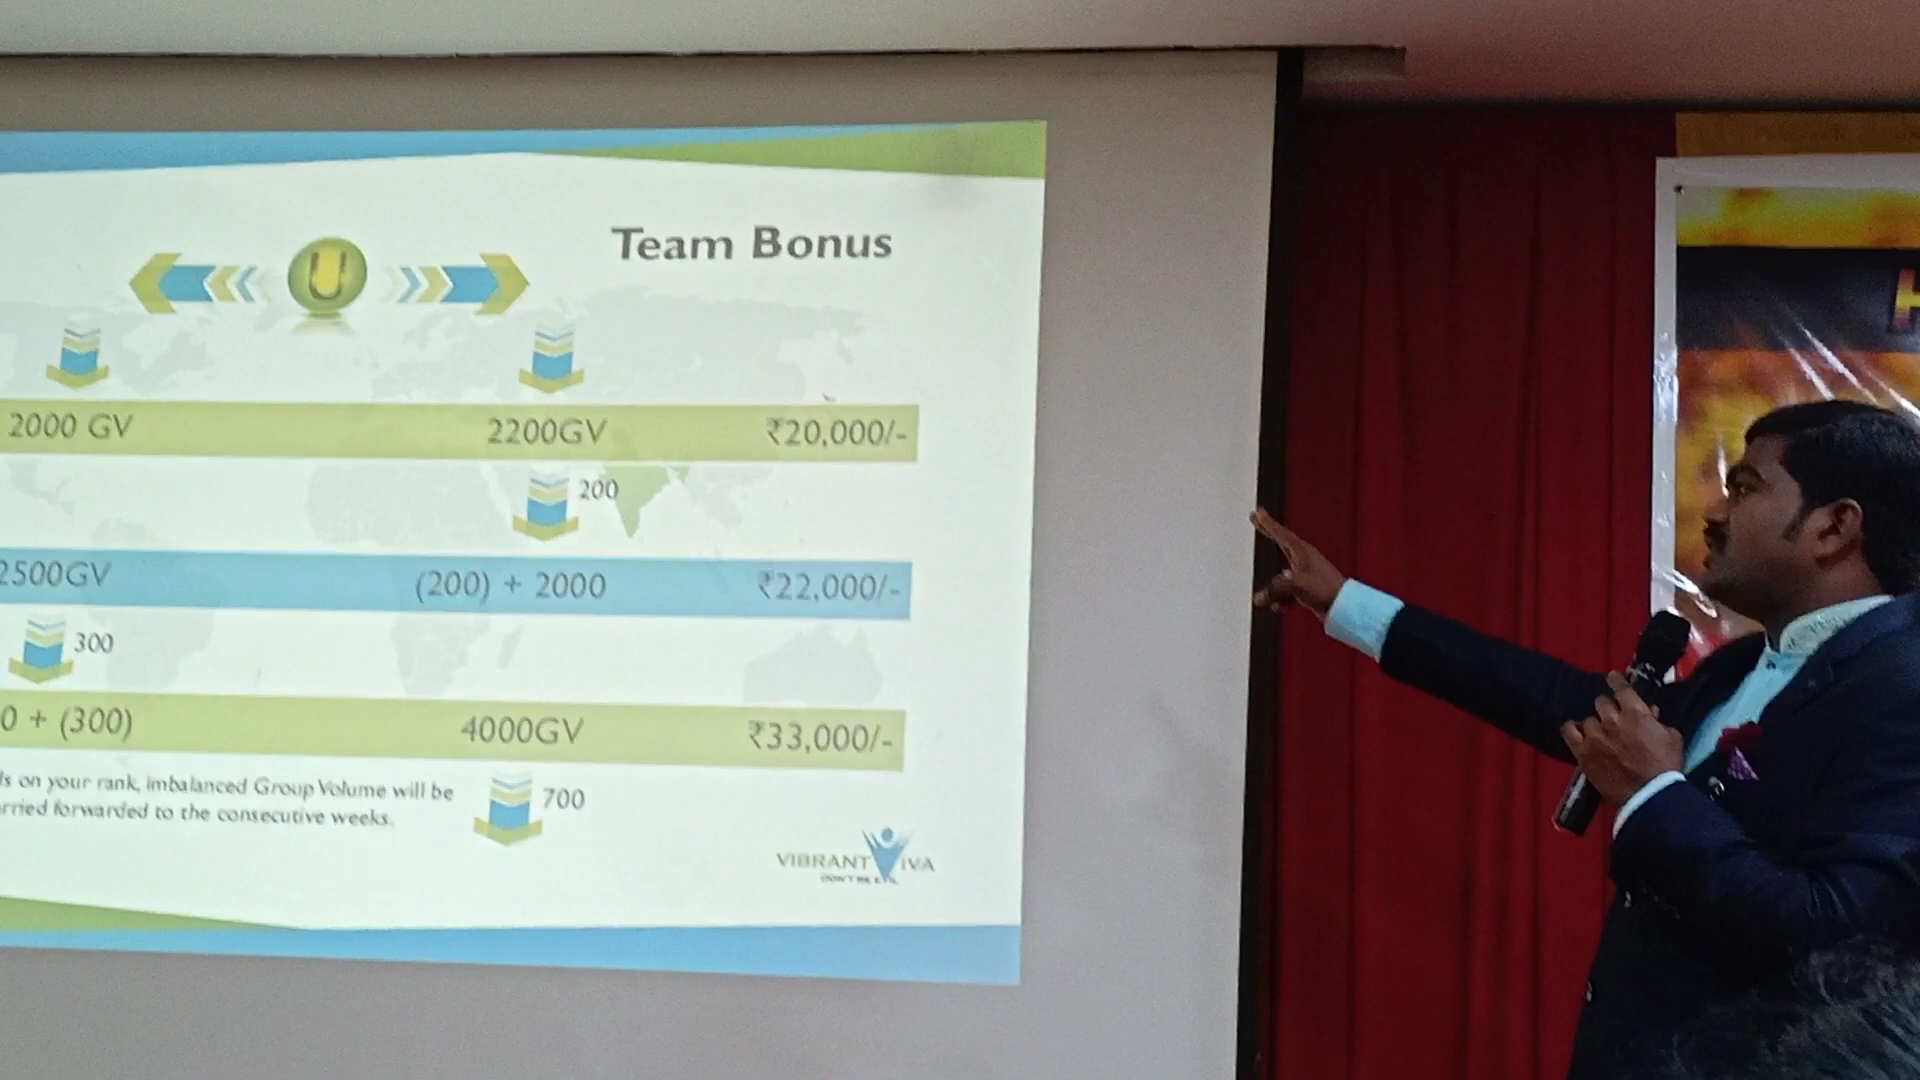 U
Team Bonus
2000 GV 2200GV ₹20,000/-
200
2500GV (200) + 2000 ₹22,000/-
300
0 + (300) 4000GV ₹33,000/-
700
ls on your rank, imbalanced Group Volume will be
rried forwarded to the consecutive weeks.
VIBRANT VIVA
H